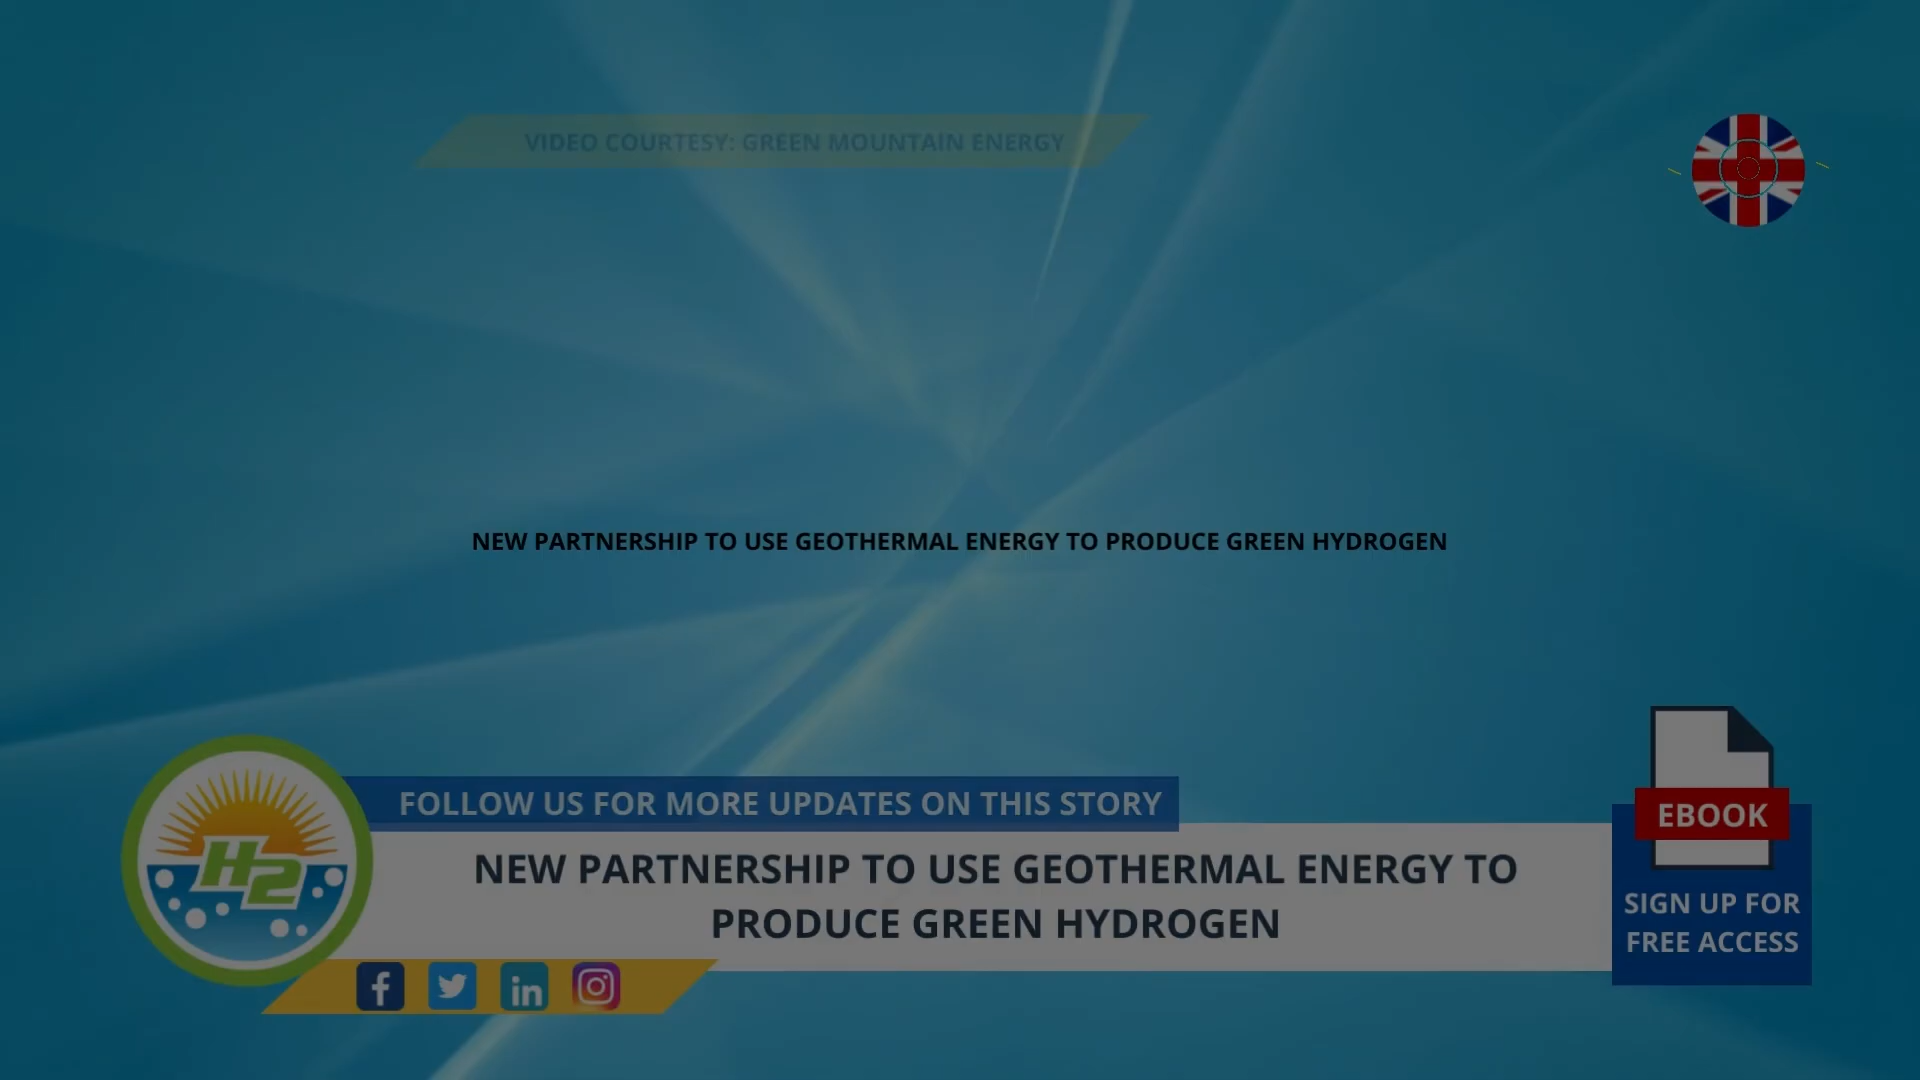 VIDEO COURTESY: GREEN MOUNTAIN ENERGY
NEW PARTNERSHIP TO USE GEOTHERMAL ENERGY TO PRODUCE GREEN HYDROGEN
FOLLOW US FOR MORE UPDATES ON THIS STORY
NEW PARTNERSHIP TO USE GEOTHERMAL ENERGY TO
PRODUCE GREEN HYDROGEN
H2
EBOOK
SIGN UP FOR
FREE ACCESS